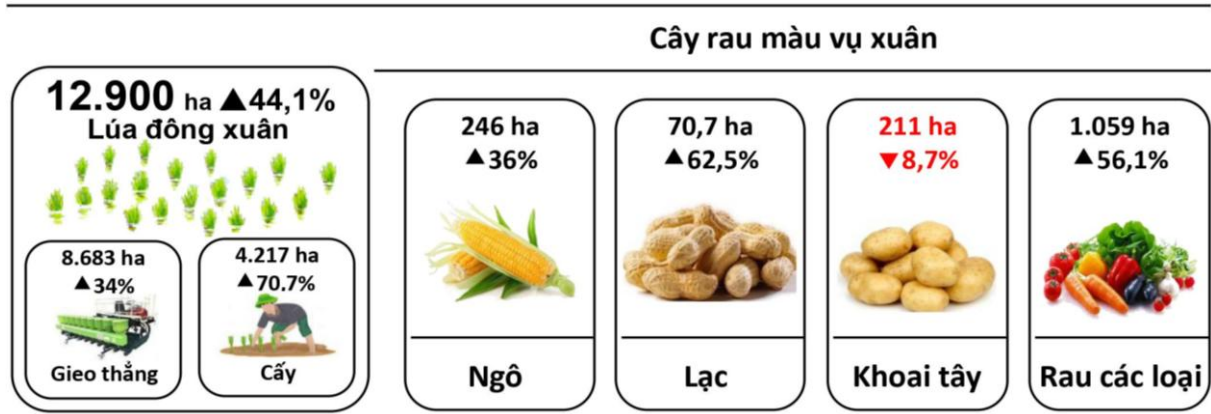 Cây rau màu vụ xuân
12.900 ha ▲44,1%
Lúa đông xuân
8.683 ha
▲34%
Gieo thẳng
4.217 ha
▲70.7%
Cấy
246 ha
▲36%
Ngô
70,7 ha
▲62,5%
Lạc
211 ha
▼8,7%
Khoai tây
1.059 ha
▲56,1%
Rau các loại